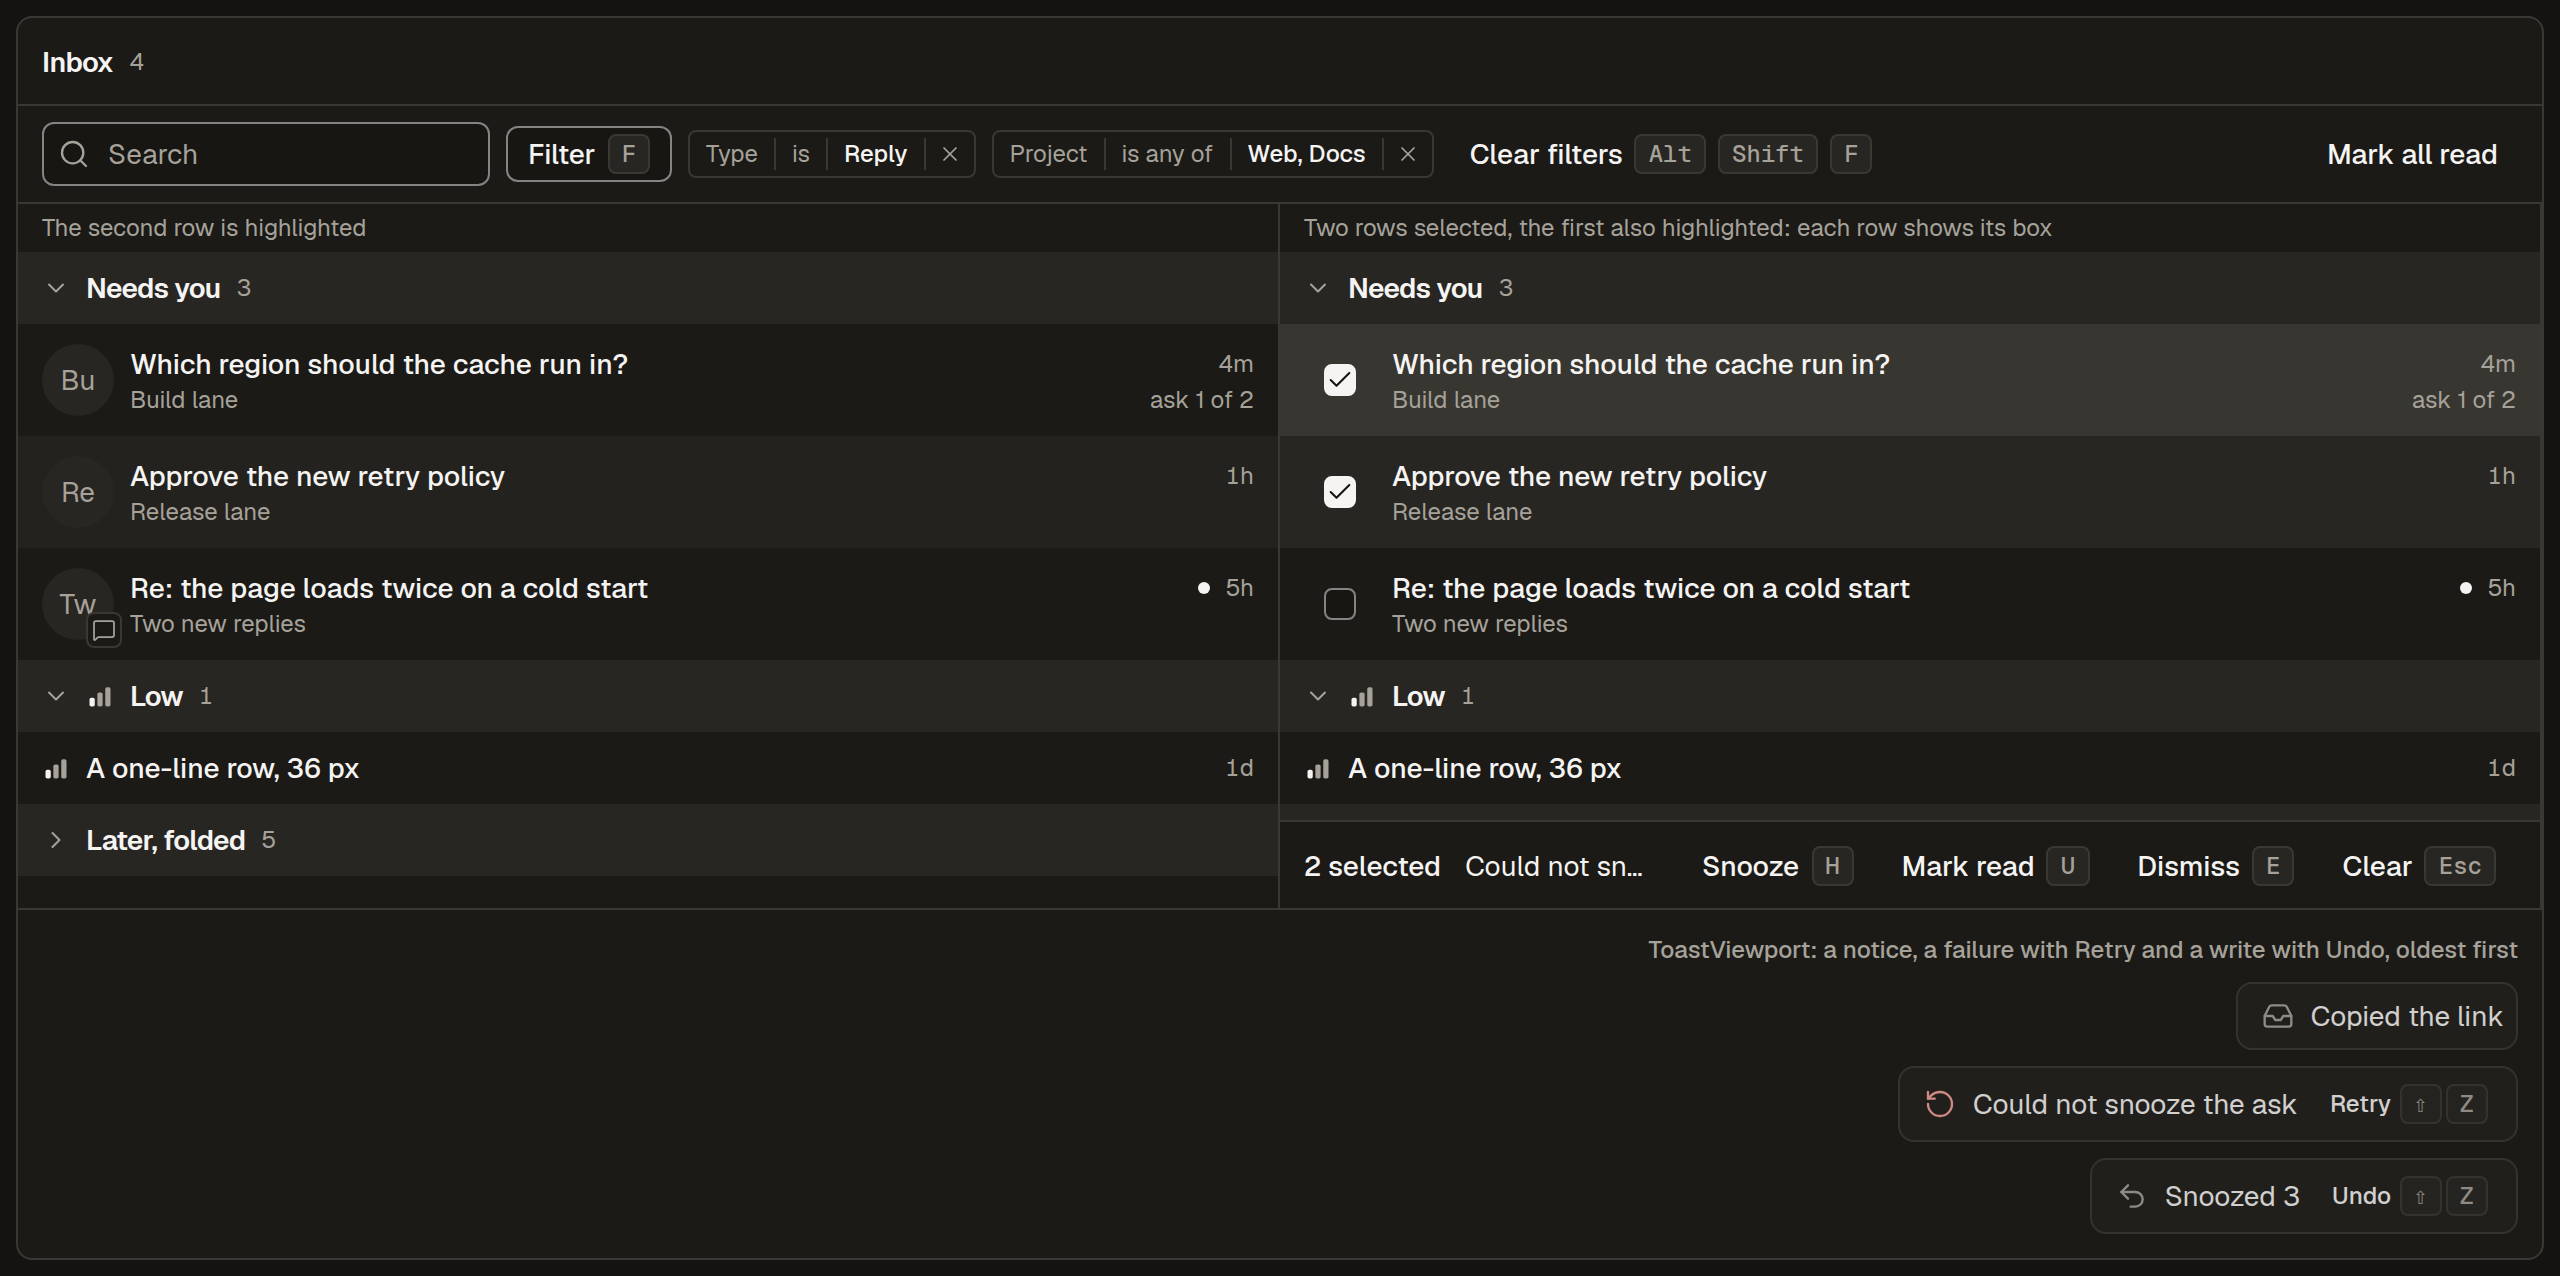 Inbox 4
Search
Filter F
Type is Reply
Project is any of Web, Docs
Clear filters Alt Shift F
Mark all read
The second row is highlighted
Needs you 3
Bu
Which region should the cache run in? 4m
Build lane ask 1 of 2
Re
Approve the new retry policy 1h
Release lane
Tw
Re: the page loads twice on a cold start 5h
Two new replies
Low 1
A one-line row, 36 px 1d
Later, folded 5
Two rows selected, the first also highlighted: each row shows its box
Needs you 3
Which region should the cache run in? 4m
Build lane ask 1 of 2
Approve the new retry policy 1h
Release lane
Re: the page loads twice on a cold start 5h
Two new replies
Low 1
A one-line row, 36 px 1d
2 selected Could not sn... Snooze H Mark read U Dismiss E Clear Esc
ToastViewport: a notice, a failure with Retry and a write with Undo, oldest first
Copied the link
Could not snooze the ask Retry ⇧ Z
Snoozed 3 Undo ⇧ Z